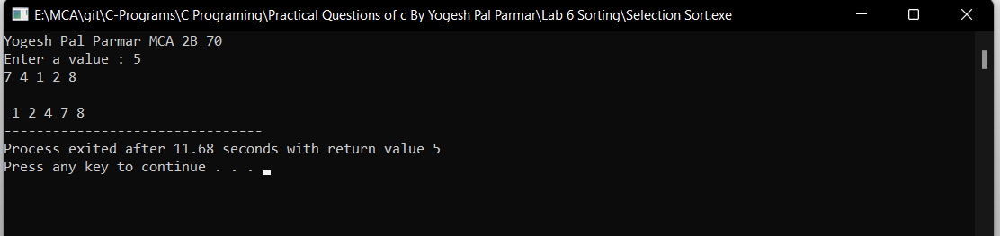 E:\MCA\git\C-Programs\C Programing\Practical Questions of c By Yogesh Pal Parmar\Lab 6 Sorting\Selection Sort.exe
Yogesh Pal Parmar MCA 2B 70
Enter a value : 5
7 4 1 2 8
1 2 4 7 8
--------------------------------
Process exited after 11.68 seconds with return value 5
Press any key to continue . . .